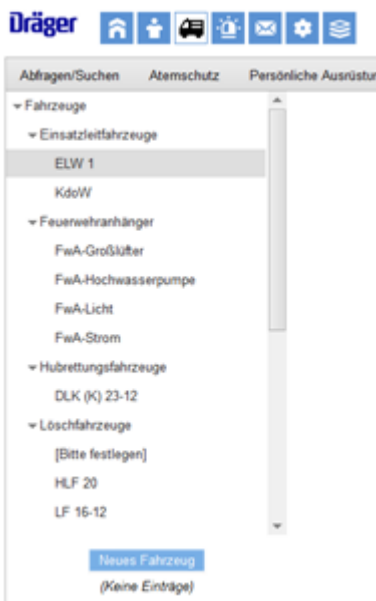 Dräger
Abfragen/Suchen Atemschutz Persönliche
Fahrzeuge
Einsatzleitfahrzeuge
ELW 1
KdoW
Feuerwehranhänger
FwA-Großlüfter
FwA-Hochwasserpumpe
FwA-Licht
FwA-Strom
Hubrettungsfahrzeuge
DLK (K) 23-12
Löschfahrzeuge
[Bitte festlegen]
HLF 20
LF 16-12
Neues Fahrzeug
(Keine Einträge)